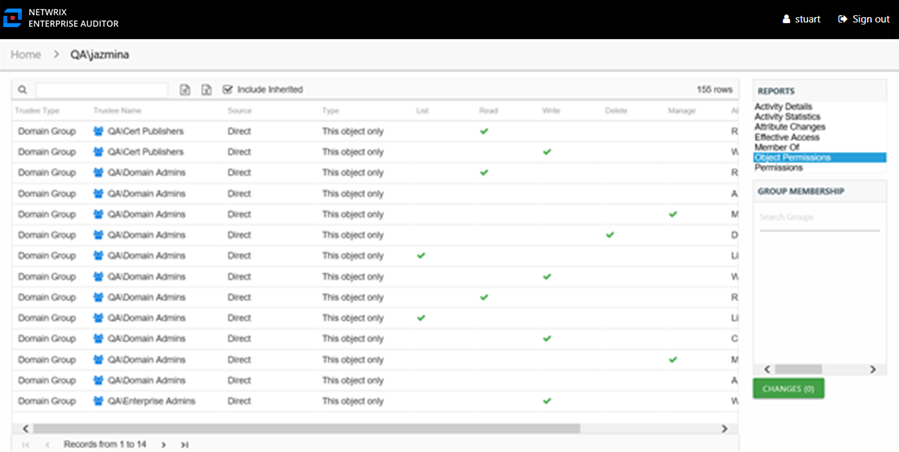 NETWRIX
ENTERPRISE AUDITOR
stuart
Sign out
Home > QA\jazmina
Include Inherited
155 rows
Trustee Type Trustee Name Source Type List Read Write Delete Manage Al
Domain Group QA\Cert Publishers Direct This object only R
Domain Group QA\Cert Publishers Direct This object only W
Domain Group QA\Domain Admins Direct This object only R
Domain Group QA\Domain Admins Direct This object only A
Domain Group QA\Domain Admins Direct This object only M
Domain Group QA\Domain Admins Direct This object only D
Domain Group QA\Domain Admins Direct This object only Li
Domain Group QA\Domain Admins Direct This object only W
Domain Group QA\Domain Admins Direct This object only R
Domain Group QA\Domain Admins Direct This object only Li
Domain Group QA\Domain Admins Direct This object only C
Domain Group QA\Domain Admins Direct This object only M
Domain Group QA\Domain Admins Direct This object only A
Domain Group QA\Enterprise Admins Direct This object only W
Records from 1 to 14
REPORTS
Activity Details
Activity Statistics
Attribute Changes
Effective Access
Member Of
Object Permissions
Permissions
GROUP MEMBERSHIP
Search Groups
CHANGES (0)